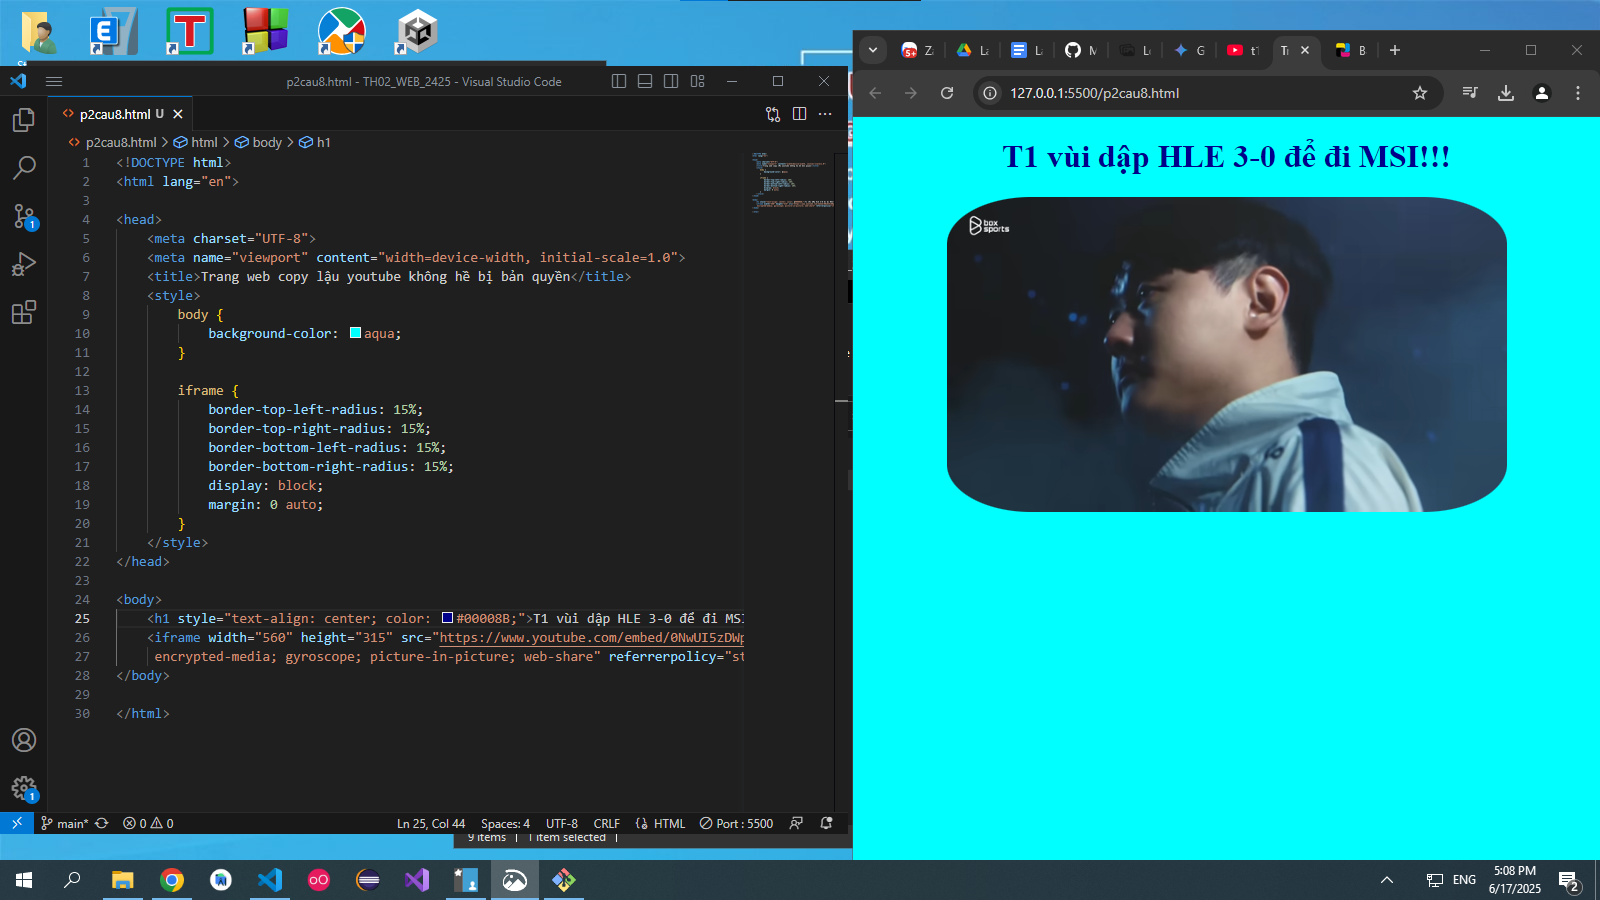 p2cau8.html - TH02_WEB_2425 - Visual Studio Code
p2cau8.html U
p2cau8.html > html > body > h1
1 <!DOCTYPE html>
2 <html lang="en">
3
4 <head>
5 <meta charset="UTF-8">
6 <meta name="viewport" content="width=device-width, initial-scale=1.0">
7 <title>Trang web copy lậu youtube không hề bị bản quyền</title>
8 <style>
9 body {
10 background-color: aqua;
11 }
12
13 iframe {
14 border-top-left-radius: 15%;
15 border-top-right-radius: 15%;
16 border-bottom-left-radius: 15%;
17 border-bottom-right-radius: 15%;
18 display: block;
19 margin: 0 auto;
20 }
21 </style>
22 </head>
23
24 <body>
25 <h1 style="text-align: center; color: #00008B;">T1 vùi dập HLE 3-0 để đi MSI
26 <iframe width="560" height="315" src="https://www.youtube.com/embed/0NwUI5zDWp
27 encrypted-media; gyroscope; picture-in-picture; web-share" referrerpolicy="st
28 </body>
29
30 </html>
1
1
main* 0 0 Ln 25, Col 44 Spaces: 4 UTF-8 CRLF HTML Port : 5500
9 items 1 item selected
127.0.0.1:5500/p2cau8.html
T1 vùi dập HLE 3-0 để đi MSI!!!
box
sports
ENG
5:08 PM
6/17/2025
2